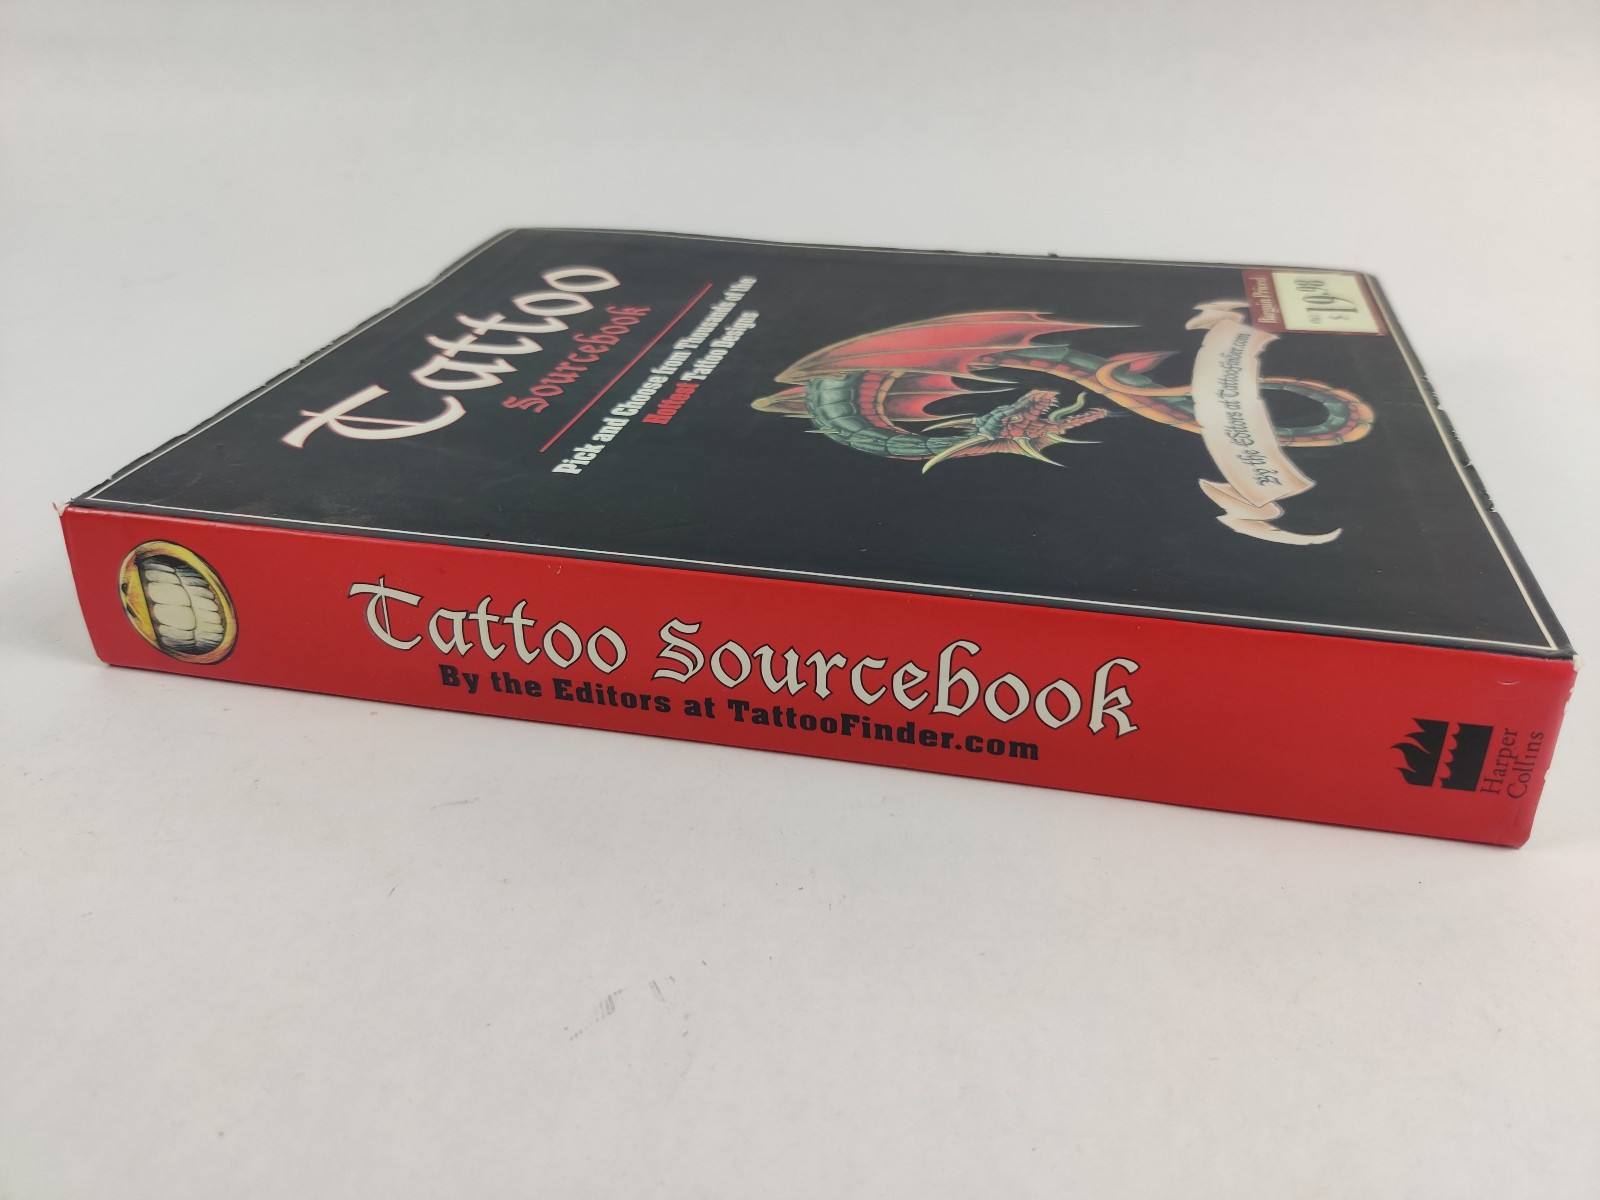 Tattoo
Sourcebook
Pick and Choose from Thousands of the
Hottest Tattoo Designs
By the Editors at TattooFinder.com
Bargain Priced
$19.98
Tattoo Sourcebook
By the Editors at TattooFinder.com
Harper
Collins